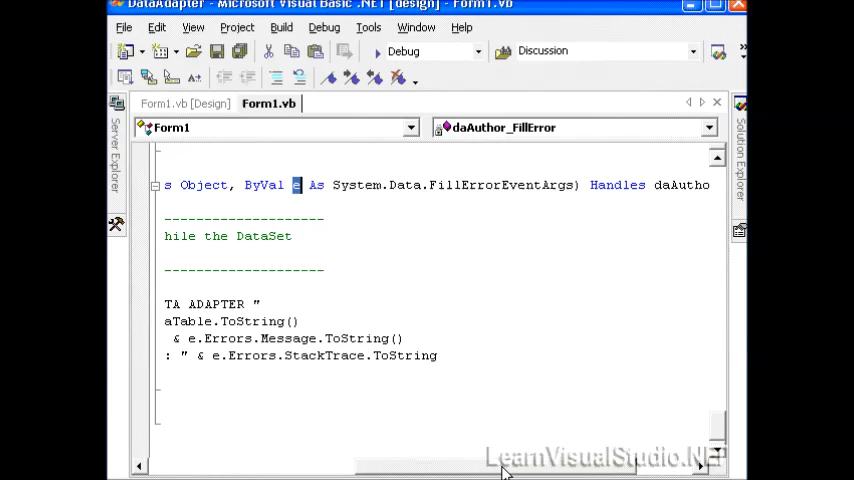 DataAdapter - Microsoft Visual Basic .NET [design] - Form1.vb
File Edit View Project Build Debug Tools Window Help
Debug Discussion
A
Form1.vb [Design] Form1.vb
Form1 daAuthor_FillError
Server Explorer
Solution Explorer
s Object, ByVal e As System.Data.FillErrorEventArgs) Handles daAutho
--------------------
hile the DataSet
--------------------
TA ADAPTER "
aTable.ToString()
& e.Errors.Message.ToString()
: " & e.Errors.StackTrace.ToString
LearnVisualStudio.NET